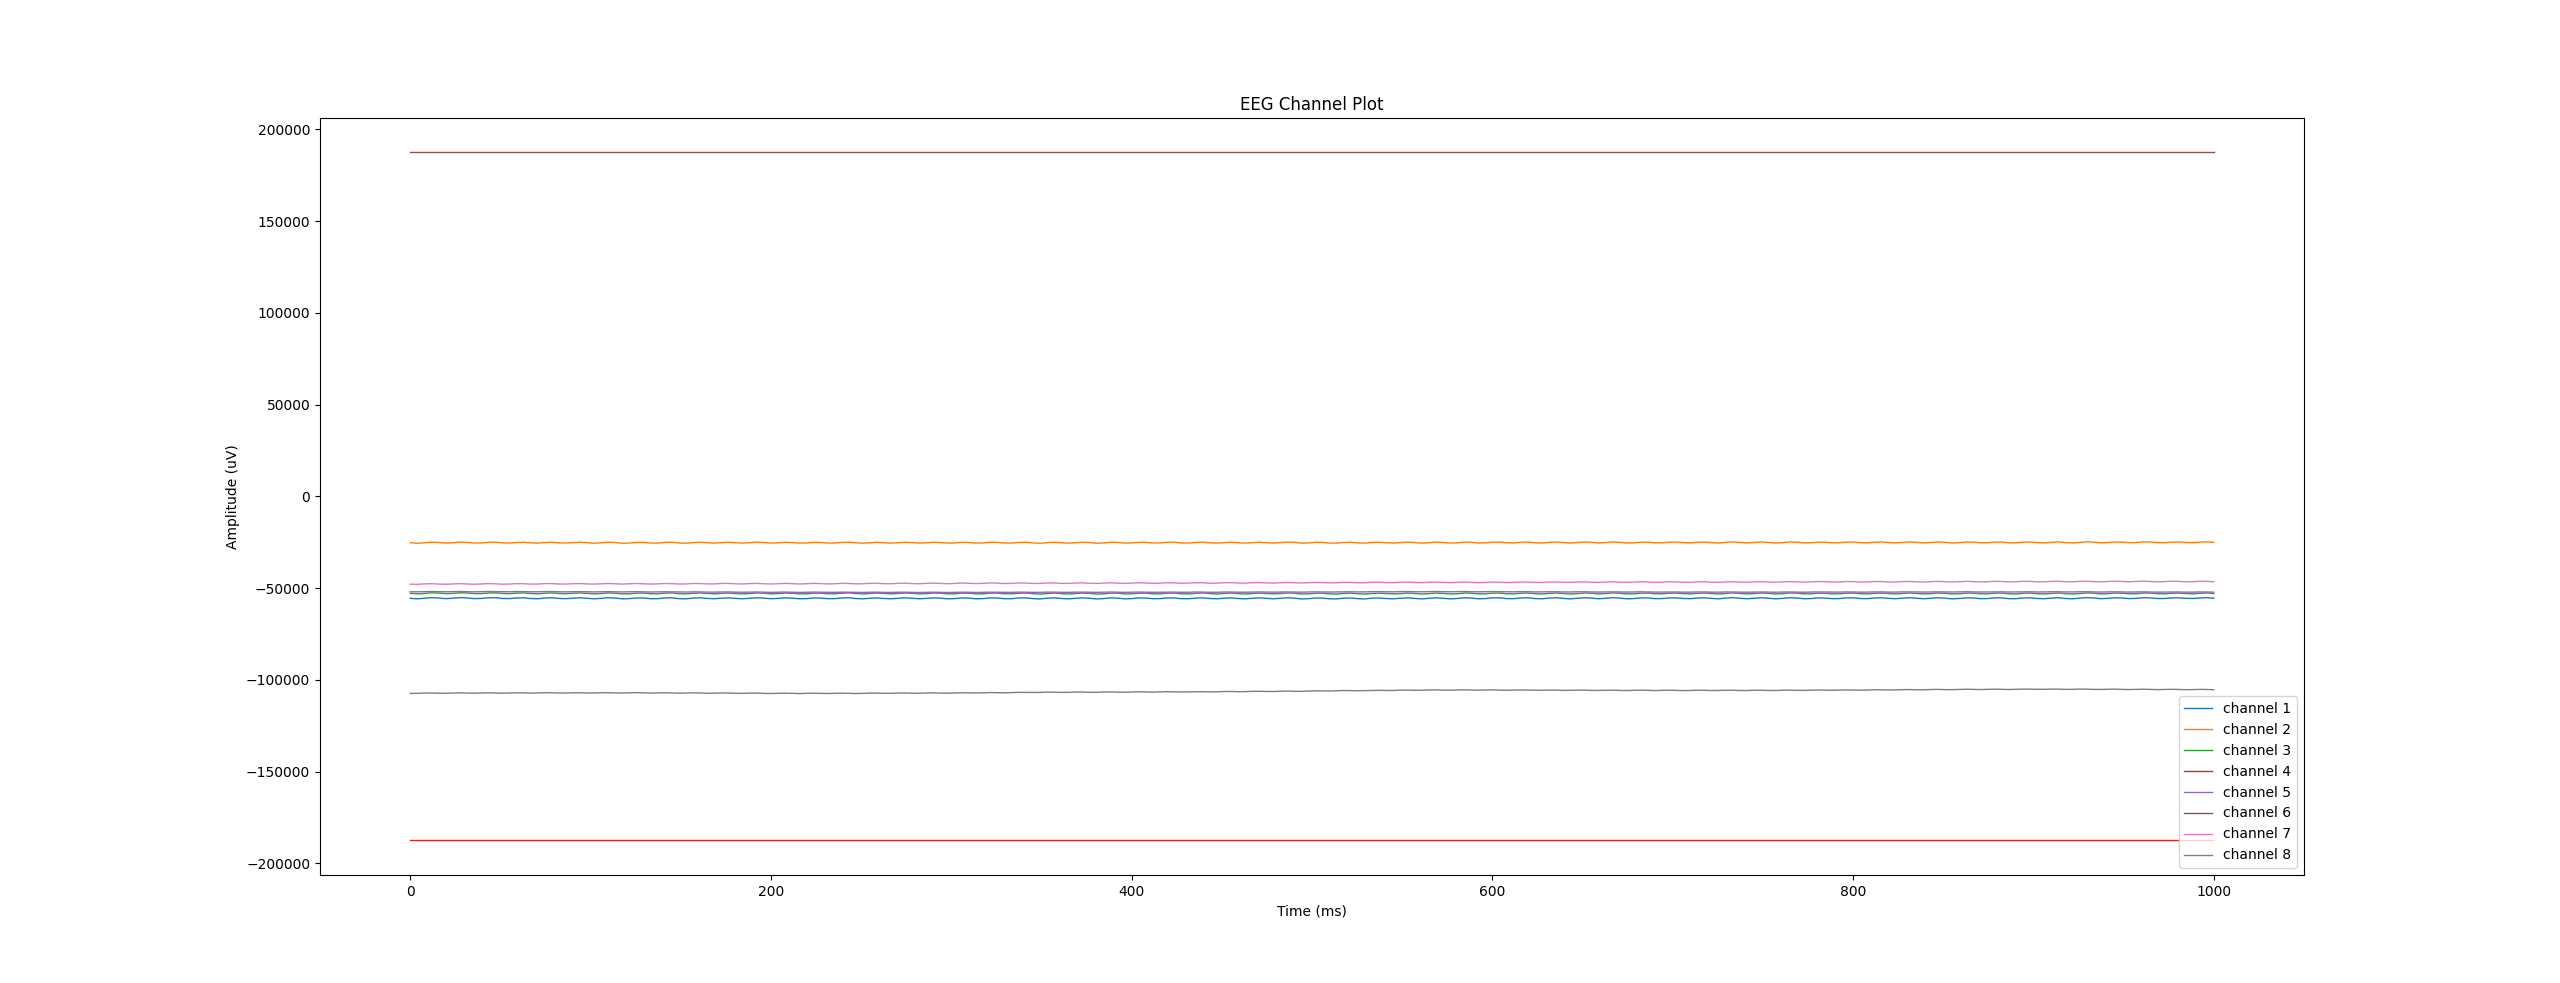 EEG Channel Plot
200000
150000
100000
50000
0
−50000
−100000
−150000
−200000
Amplitude (uV)
channel 1
channel 2
channel 3
channel 4
channel 5
channel 6
channel 7
channel 8
0 200 400 600 800 1000
Time (ms)